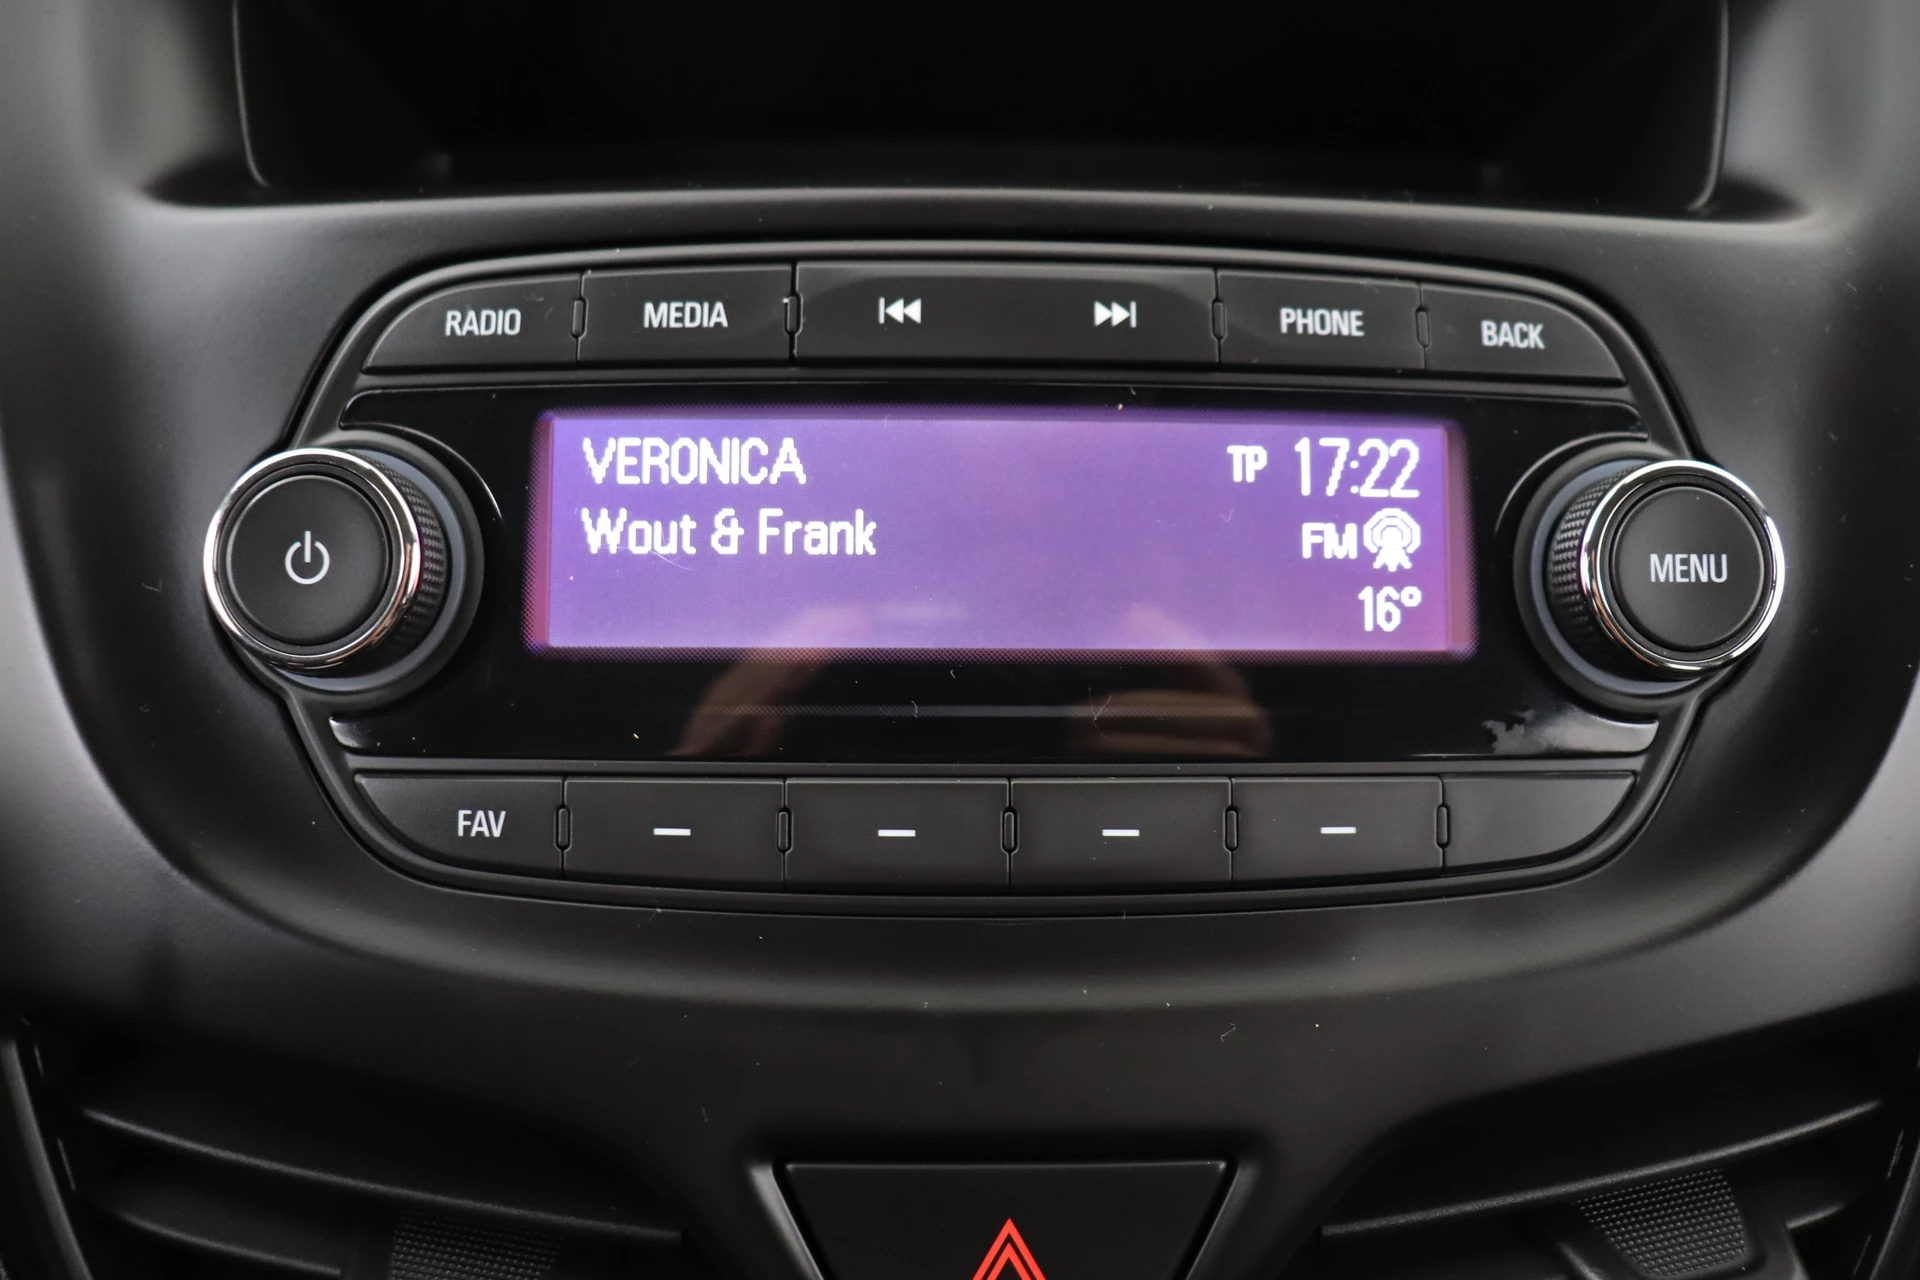 RADIO MEDIA PHONE BACK
VERONICA TP 17:22
Wout & Frank FM
16°
MENU
FAV